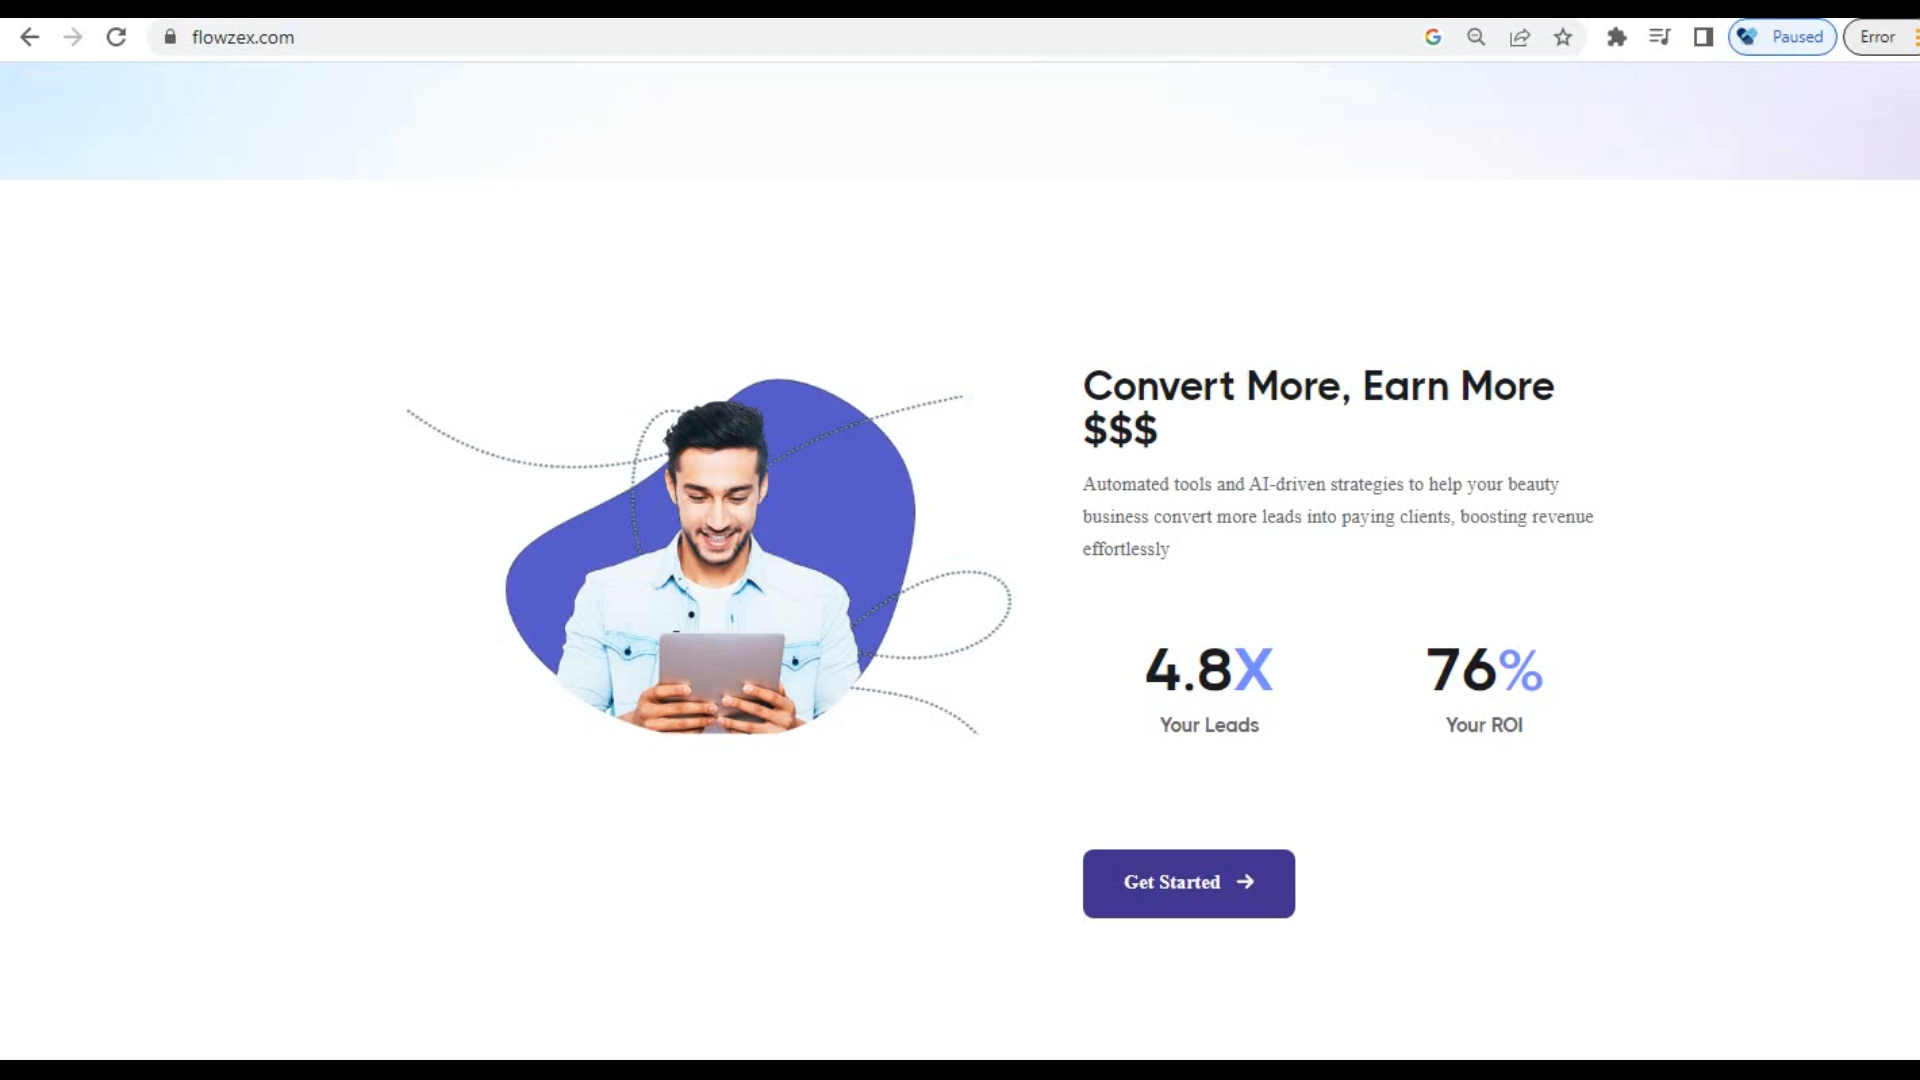 flowzex.com
Paused
Error
Convert More, Earn More
$$$
Automated tools and AI-driven strategies to help your beauty
business convert more leads into paying clients, boosting revenue
effortlessly
4.8X
76%
Your Leads
Your ROI
Get Started